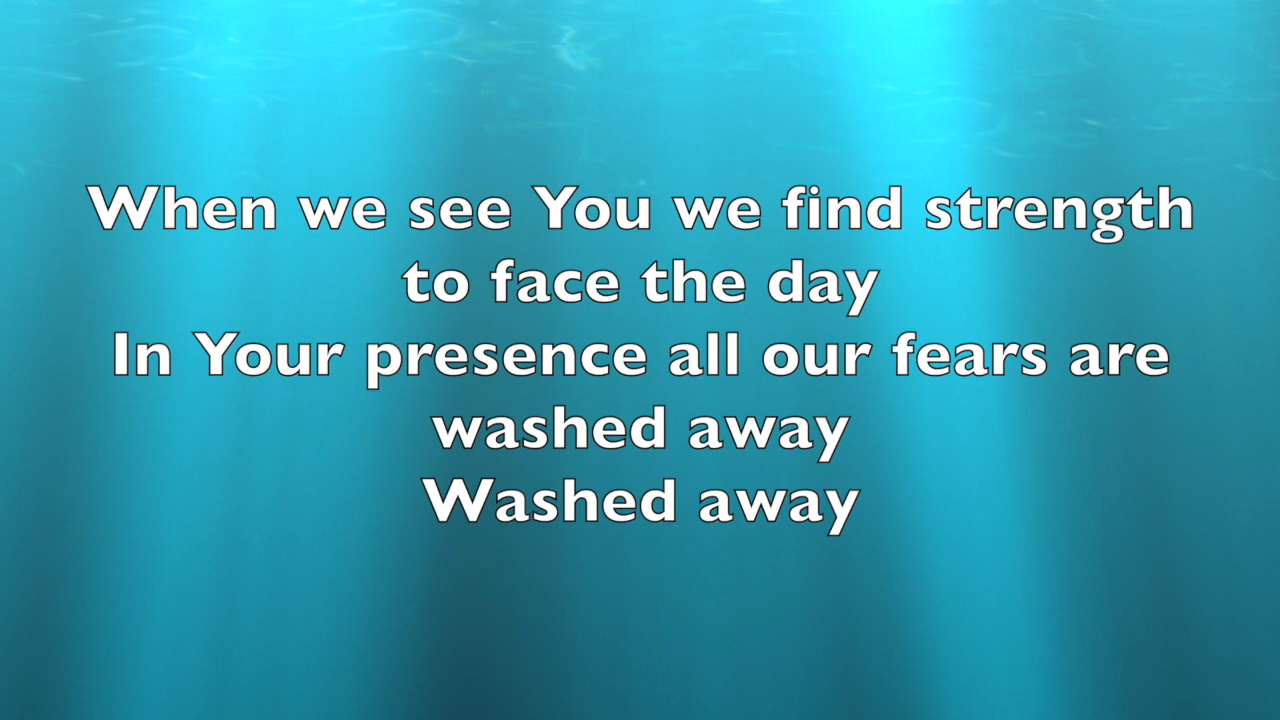 When we see You we find strength
to face the day
In Your presence all our fears are
washed away
Washed away